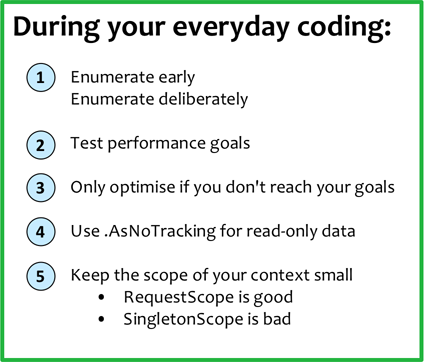 During your everyday coding:
1 Enumerate early
Enumerate deliberately
2 Test performance goals
3 Only optimise if you don't reach your goals
4 Use .AsNoTracking for read-only data
5 Keep the scope of your context small
• RequestScope is good
• SingletonScope is bad